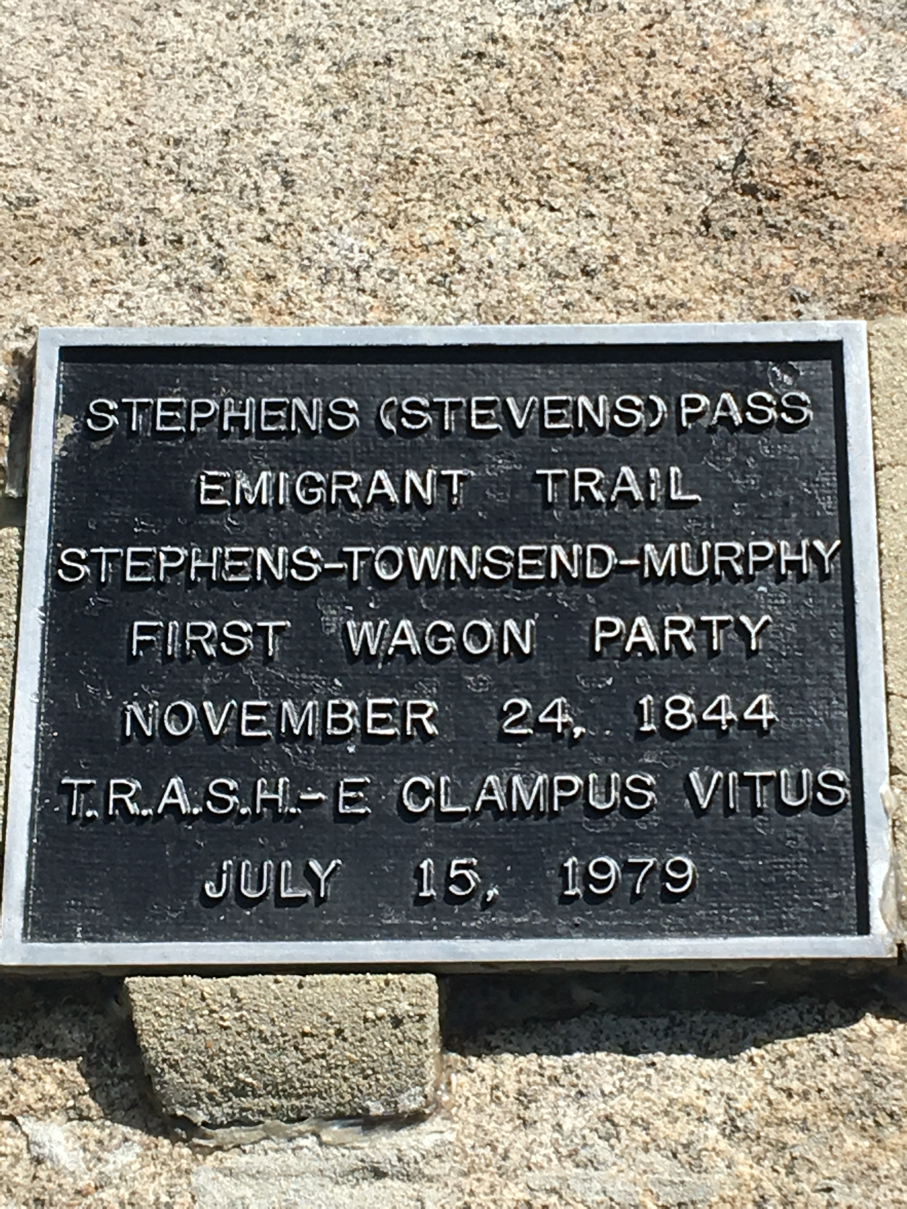 STEPHENS (STEVENS) PASS
EMIGRANT TRAIL
STEPHENS-TOWNSEND-MURPHY
FIRST WAGON PARTY
NOVEMBER 24, 1844
T.R.A.S.H.-E CLAMPUS VITUS
JULY 15, 1979